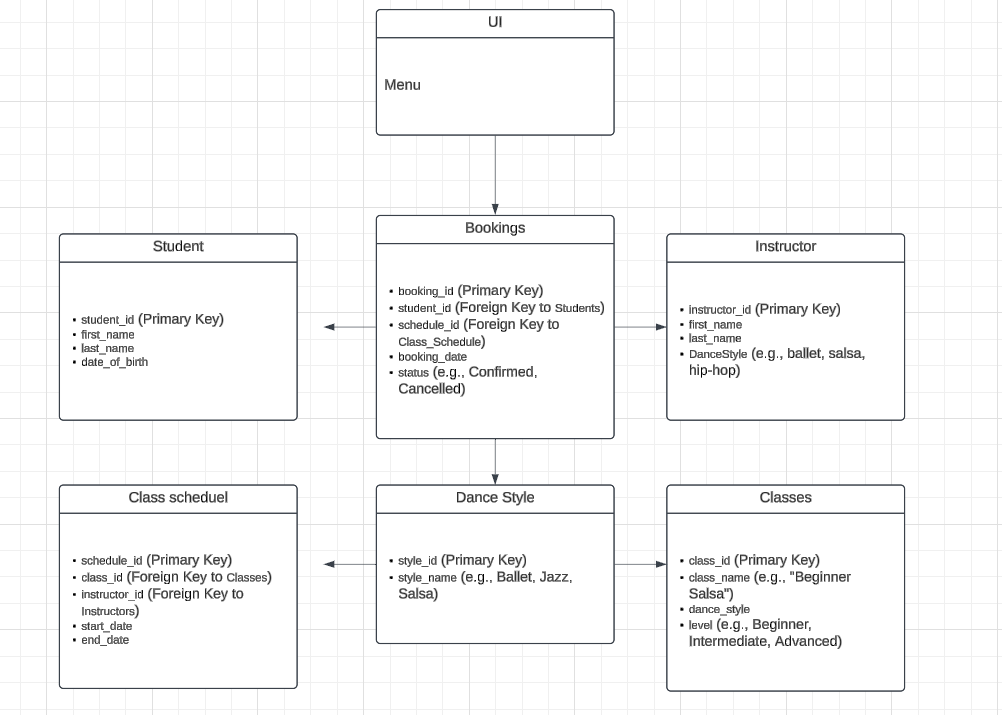 UI
Menu
Bookings
booking_id (Primary Key)
student_id (Foreign Key to Students)
schedule_id (Foreign Key to
Class_Schedule)
booking_date
status (e.g., Confirmed,
Cancelled)
Student
student_id (Primary Key)
first_name
last_name
date_of_birth
Instructor
instructor_id (Primary Key)
first_name
last_name
DanceStyle (e.g., ballet, salsa,
hip-hop)
Class scheduel
schedule_id (Primary Key)
class_id (Foreign Key to Classes)
instructor_id (Foreign Key to
Instructors)
start_date
end_date
Dance Style
style_id (Primary Key)
style_name (e.g., Ballet, Jazz,
Salsa)
Classes
class_id (Primary Key)
class_name (e.g., "Beginner
Salsa")
dance_style
level (e.g., Beginner,
Intermediate, Advanced)